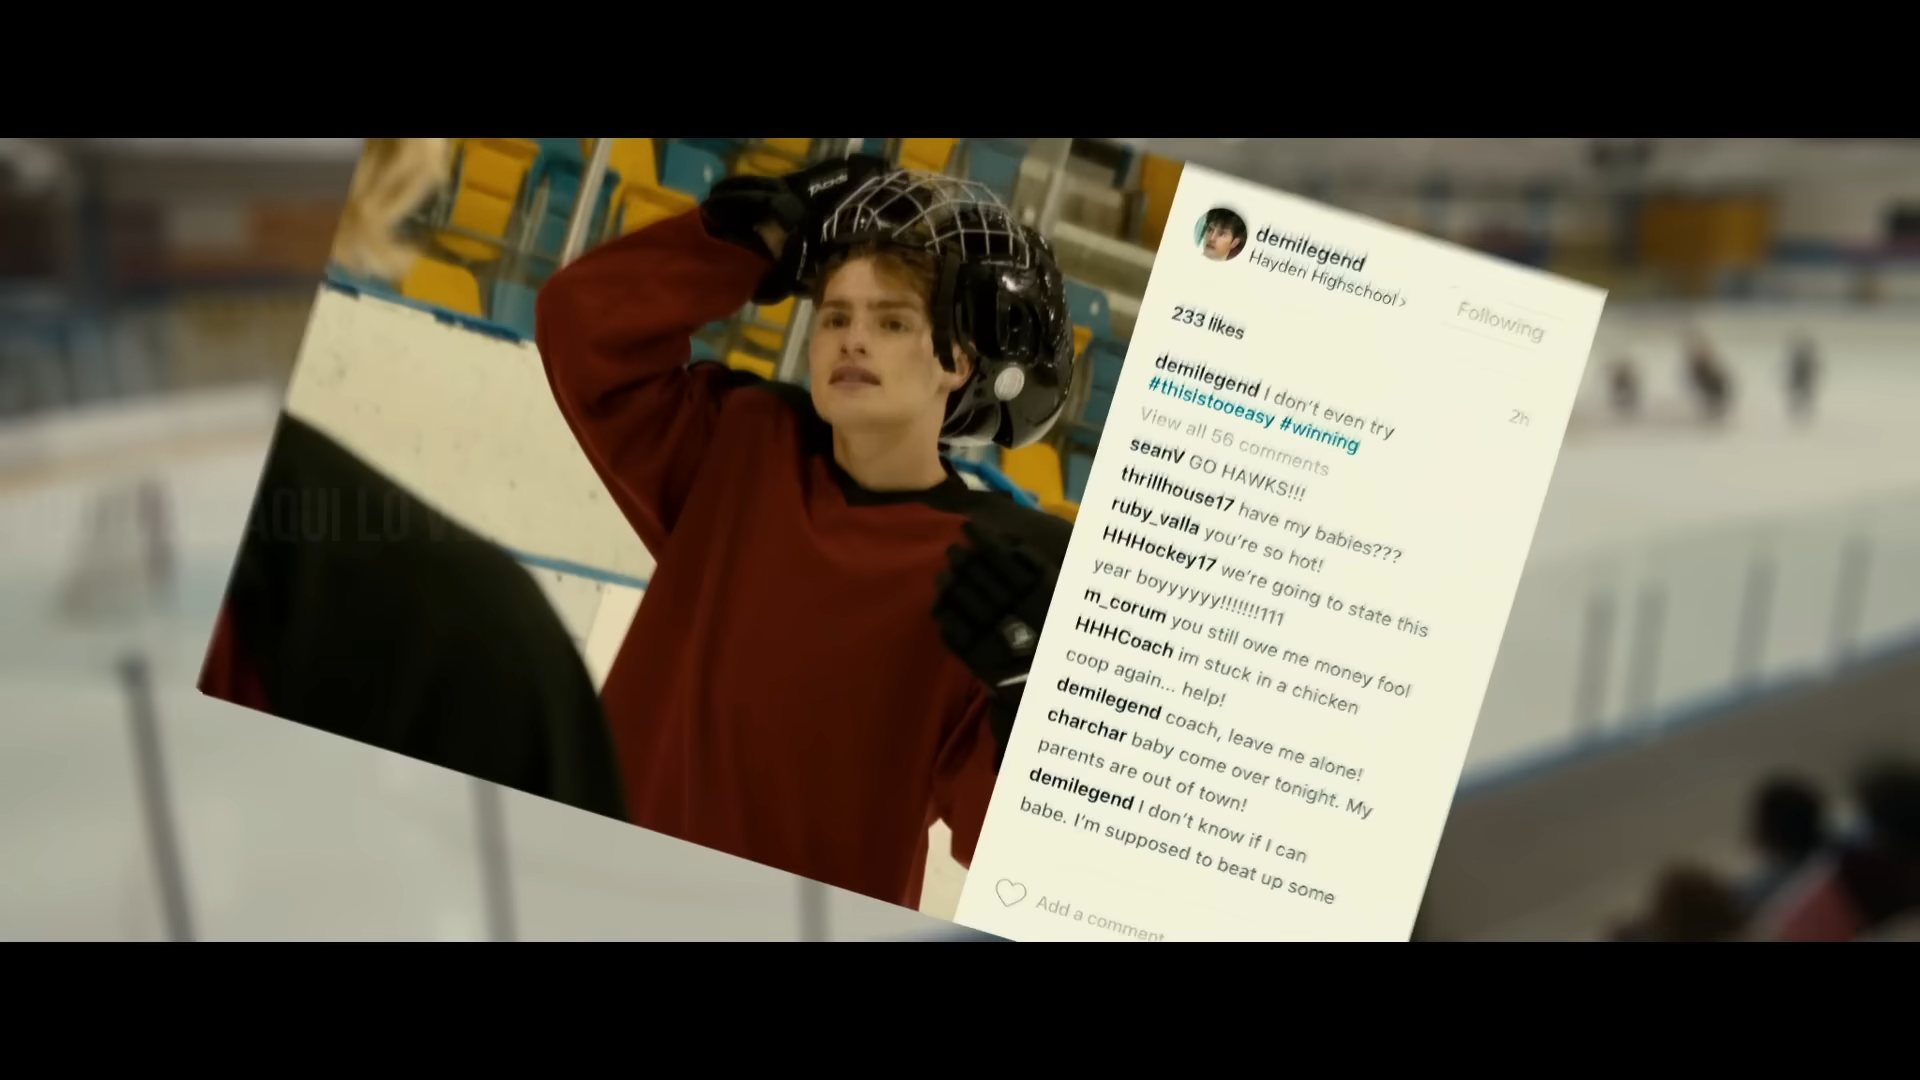 TACKS
demilegend
Hayden Highschool ›
Following
233 likes
demilegend I don't even try
#thisistooeasy #winning
2h
View all 56 comments
seanV GO HAWKS!!!
thrillhouse17 have my babies???
ruby_valla you're so hot!
HHHockey17 we're going to state this
year boyyyyyy!!!!!!!111
m_corum you still owe me money fool
HHHCoach im stuck in a chicken
coop again... help!
demilegend coach, leave me alone!
charchar baby come over tonight. My
parents are out of town!
demilegend I don't know if I can
babe. I'm supposed to beat up some
Add a comment
AQUI LO